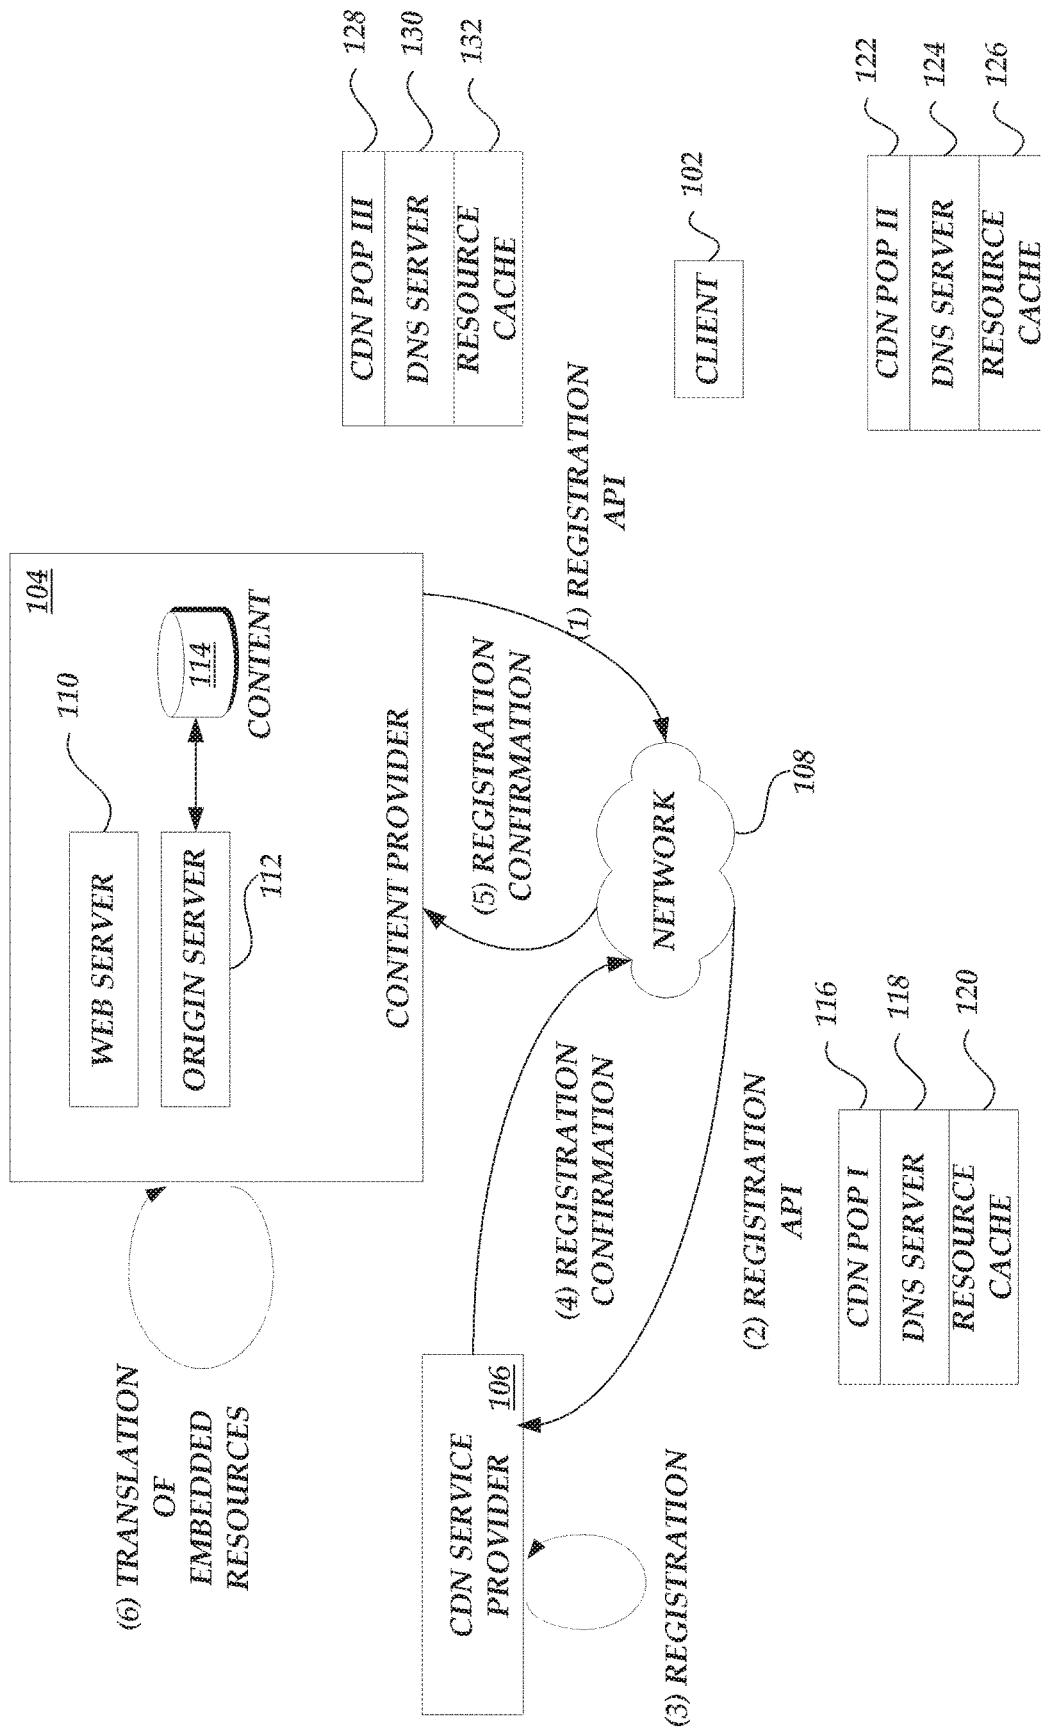 (6) TRANSLATION
OF
EMBEDDED
RESOURCES
104
WEB SERVER
110
ORIGIN SERVER
112
114
CONTENT
CONTENT PROVIDER
CDN POP III
DNS SERVER
RESOURCE
CACHE
128
130
132
CDN SERVICE
PROVIDER
106
(3) REGISTRATION
(4) REGISTRATION
CONFIRMATION
(5) REGISTRATION
CONFIRMATION
(1) REGISTRATION
API
NETWORK
108
CLIENT
102
(2) REGISTRATION
API
CDN POP I
DNS SERVER
RESOURCE
CACHE
116
118
120
CDN POP II
DNS SERVER
RESOURCE
CACHE
122
124
126